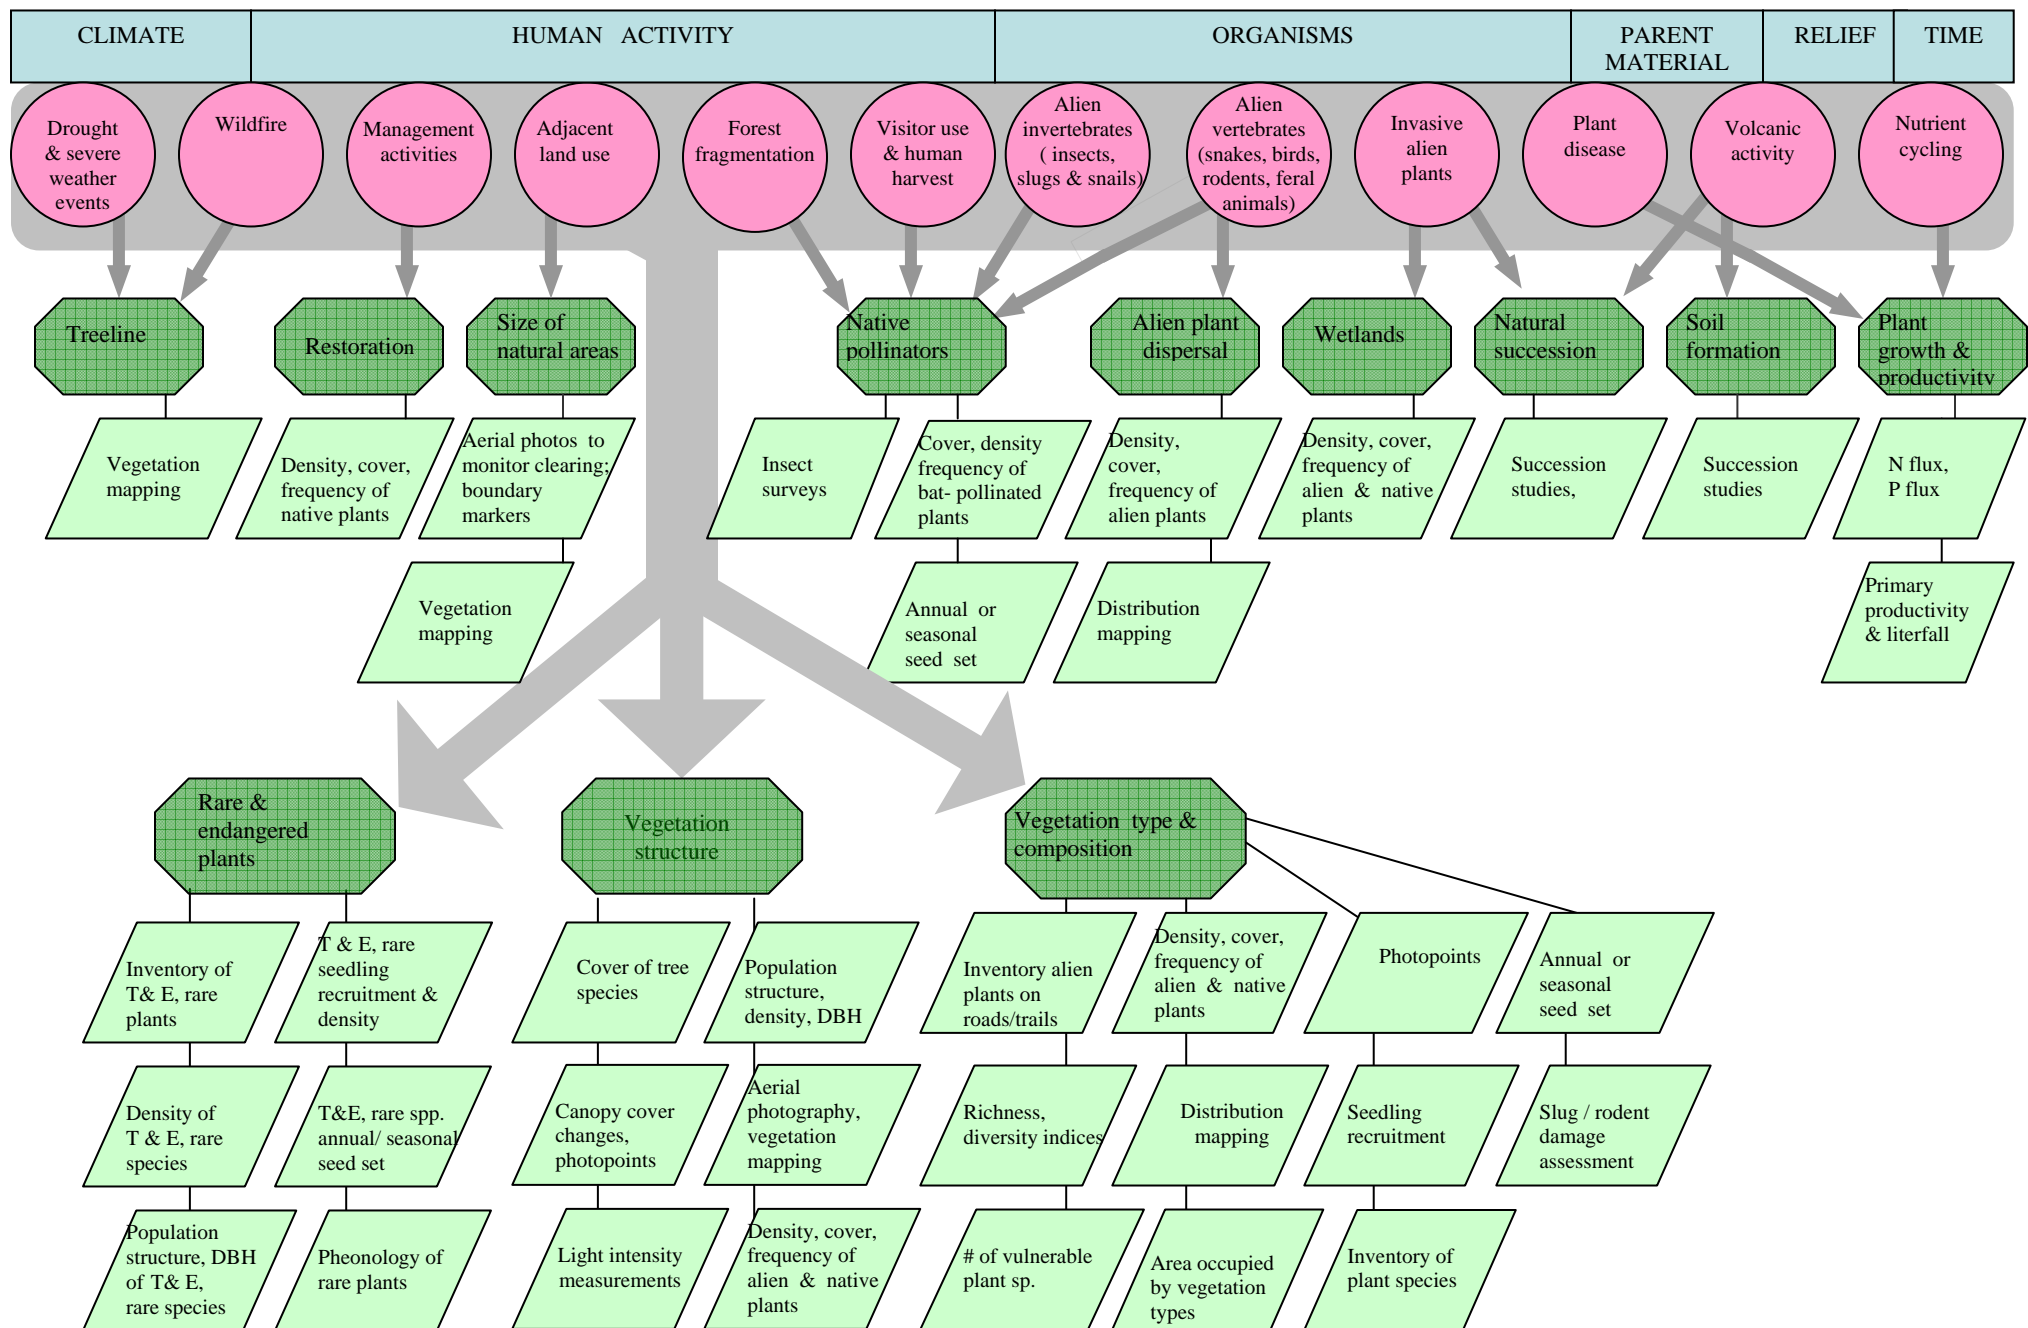 CLIMATE
HUMAN ACTIVITY
ORGANISMS
PARENT
MATERIAL
RELIEF
TIME
Drought
& severe
weather
events
Wildfire
Management
activities
Adjacent
land use
Forest
fragmentation
Visitor use
& human
harvest
Alien
invertebrates
( insects,
slugs & snails)
Alien
vertebrates
(snakes, birds,
rodents, feral
animals)
Invasive
alien
plants
Plant
disease
Volcanic
activity
Nutrient
cycling
Treeline
Restoration
Size of
natural areas
Native
pollinators
Alien plant
dispersal
Wetlands
Natural
succession
Soil
formation
Plant
growth &
productivity
Vegetation
mapping
Density, cover,
frequency of
native plants
Aerial photos to
monitor clearing;
boundary
markers
Insect
surveys
Cover, density
frequency of
bat- pollinated
plants
Density,
cover,
frequency of
alien plants
Density, cover,
frequency of
alien & native
plants
Succession
studies,
Succession
studies
N flux,
P flux
Vegetation
mapping
Annual or
seasonal
seed set
Distribution
mapping
Primary
productivity
& literfall
Rare &
endangered
plants
Vegetation
structure
Vegetation type &
composition
Inventory of
T& E, rare
plants
T & E, rare
seedling
recruitment &
density
Cover of tree
species
Population
structure,
density, DBH
Inventory alien
plants on
roads/trails
Density, cover,
frequency of
alien & native
plants
Photopoints
Annual or
seasonal
seed set
Density of
T & E, rare
species
T&E, rare spp.
annual/ seasonal
seed set
Canopy cover
changes,
photopoints
Aerial
photography,
vegetation
mapping
Richness,
diversity indices
Distribution
mapping
Seedling
recruitment
Slug / rodent
damage
assessment
Population
structure, DBH
of T& E,
rare species
Pheonology of
rare plants
Light intensity
measurements
Density, cover,
frequency of
alien & native
plants
# of vulnerable
plant sp.
Area occupied
by vegetation
types
Inventory of
plant species